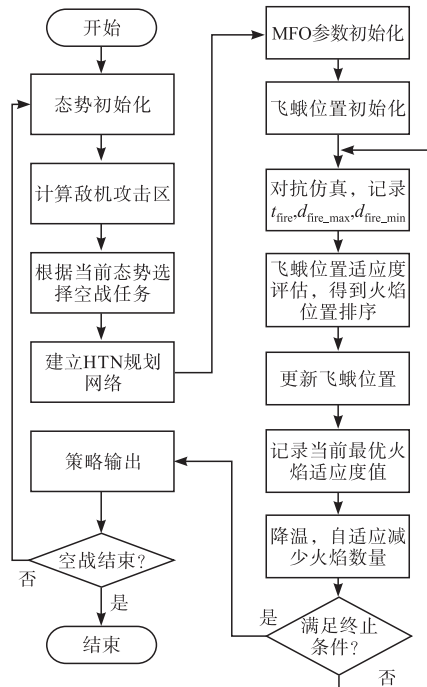 开始
态势初始化
计算敌机攻击区
根据当前态势选
择空战任务
建立HTN规划
网络
策略输出
空战结束?
否
是
结束
MFO参数初始化
飞蛾位置初始化
对抗仿真，记录
t_fire,d_fire_max,d_fire_min
飞蛾位置适应度
评估，得到火焰
位置排序
更新飞蛾位置
记录当前最优火
焰适应度值
降温，自适应减
少火焰数量
是
满足终止
条件?
否